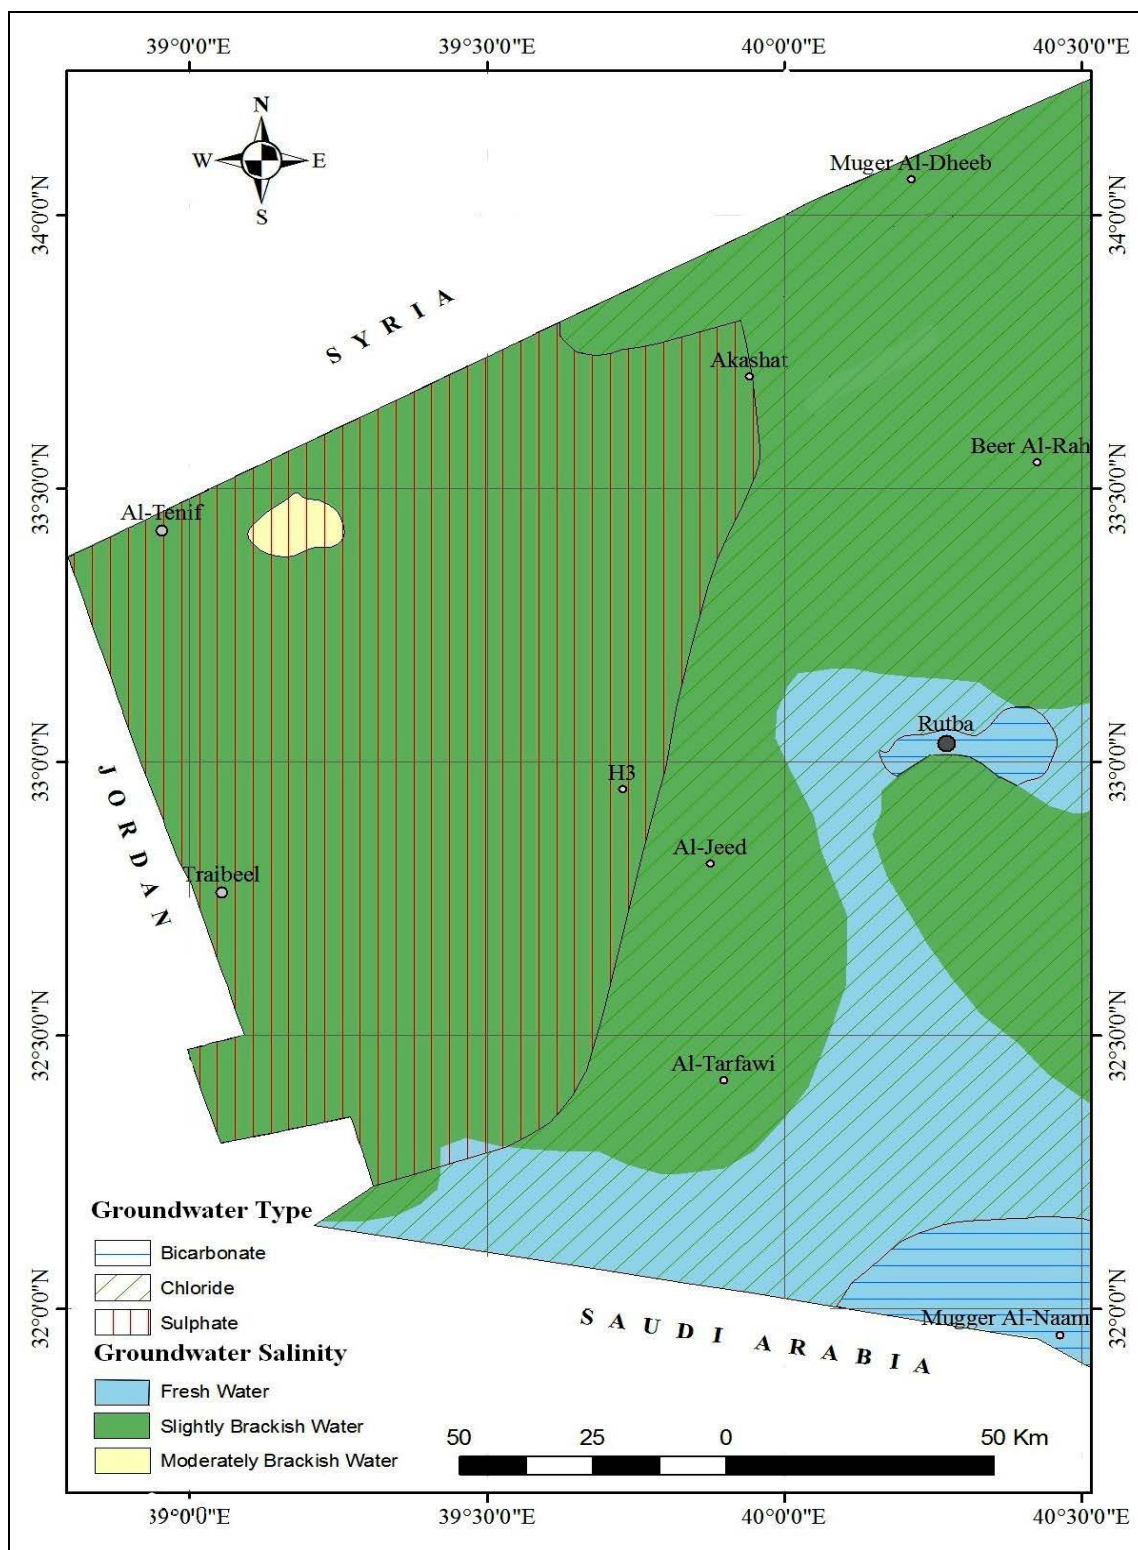 39°0'0"E 39°30'0"E 40°0'0"E 40°30'0"E
N
W E
S
Muger Al-Dheeb
34°0'0"N 34°0'0"N
SYRIA
Akashat
Beer Al-Rah
33°30'0"N 33°30'0"N
Al-Tenif
Rutba
33°0'0"N 33°0'0"N
H3
JORDAN
Al-Jeed
Traibeel
32°30'0"N 32°30'0"N
Al-Tarfawi
Groundwater Type
Bicarbonate
Chloride
Sulphate
32°0'0"N 32°0'0"N
Mugger Al-Naam
SAUDI ARABIA
Groundwater Salinity
Fresh Water
Slightly Brackish Water
Moderately Brackish Water
50 25 0 50 Km
39°0'0"E 39°30'0"E 40°0'0"E 40°30'0"E